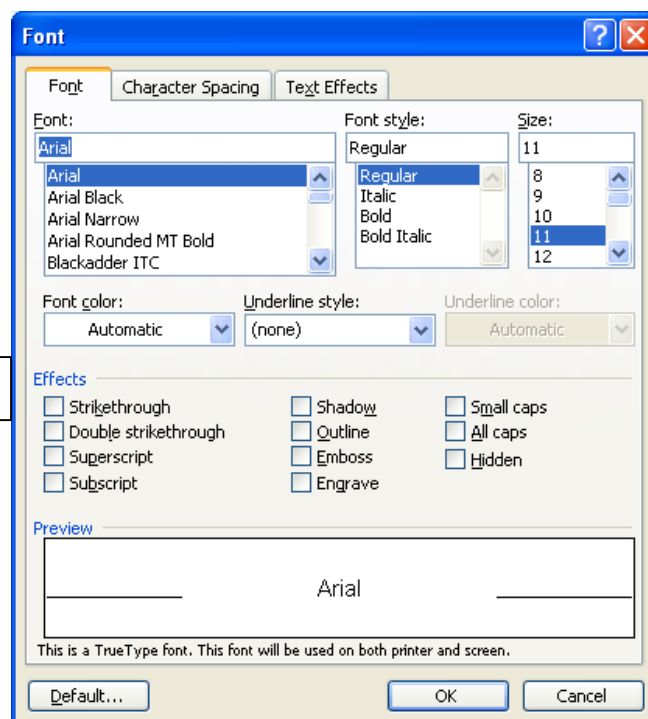 Font
Font Character Spacing Text Effects
Font: Font style: Size:
Arial Regular 11
Arial Regular 8
Arial Black Italic 9
Arial Narrow Bold 10
Arial Rounded MT Bold Bold Italic 11
Blackadder ITC 12
Font color: Underline style: Underline color:
Automatic (none) Automatic
Effects
Strikethrough Shadow Small caps
Double strikethrough Outline All caps
Superscript Emboss Hidden
Subscript Engrave
Preview
Arial
This is a TrueType font. This font will be used on both printer and screen.
Default... OK Cancel